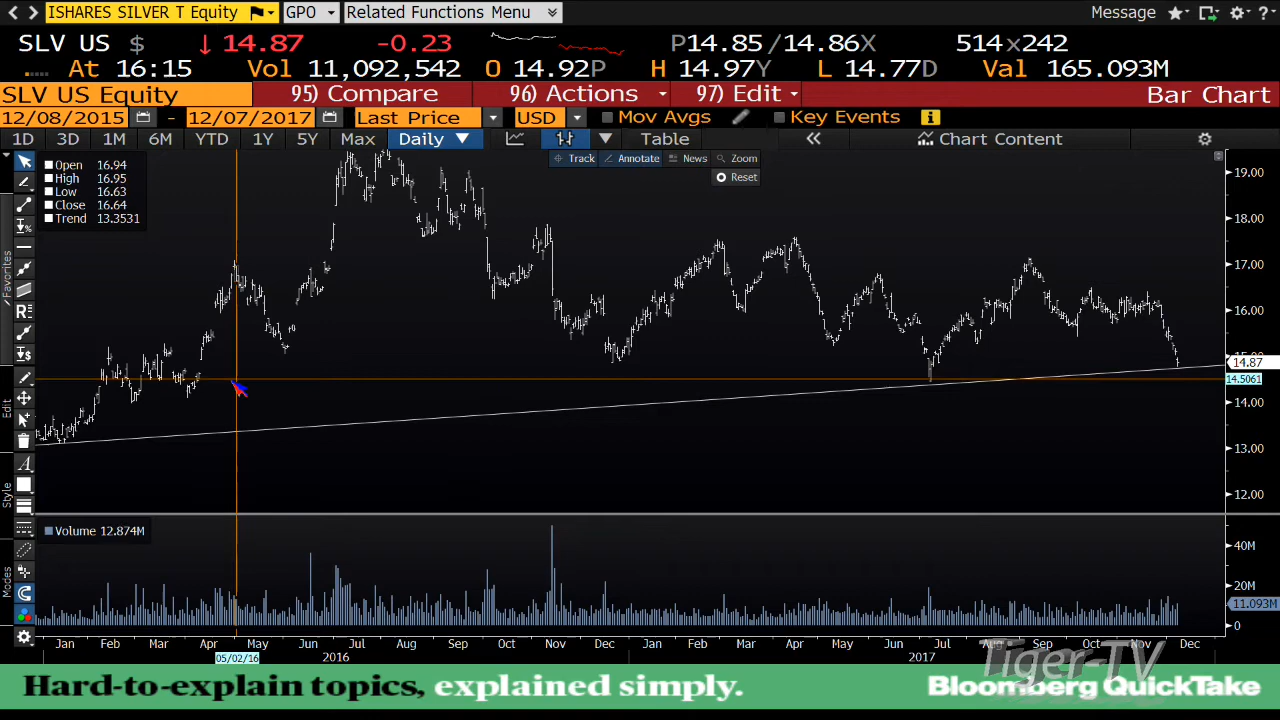 ISHARES SILVER T Equity GPO Related Functions Menu Message
SLV US $ ↓ 14.87 -0.23 P14.85/14.86X 514x242
At 16:15 Vol 11,092,542 O 14.92P H 14.97Y L 14.77D Val 165.093M
SLV US Equity 95) Compare 96) Actions 97) Edit Bar Chart
12/08/2015 - 12/07/2017 Last Price USD Mov Avgs Key Events
1D 3D 1M 6M YTD 1Y 5Y Max Daily ▼ Table « Chart Content
Track Annotate News Zoom
Reset
Open 16.94
High 16.95
Low 16.63
Close 16.64
Trend 13.3531
19.00
18.00
17.00
16.00
15.00
14.87
14.5061
14.00
13.00
12.00
Favorites
Edit
Style
Modes
Volume 12.874M
40M
20M
11.093M
0
Jan Feb Mar Apr May Jun Jul Aug Sep Oct Nov Dec Jan Feb Mar Apr May Jun Jul Aug Sep Oct Nov Dec
05/02/16 2016 2017
Tiger-TV
Hard-to-explain topics, explained simply. Bloomberg QuickTake